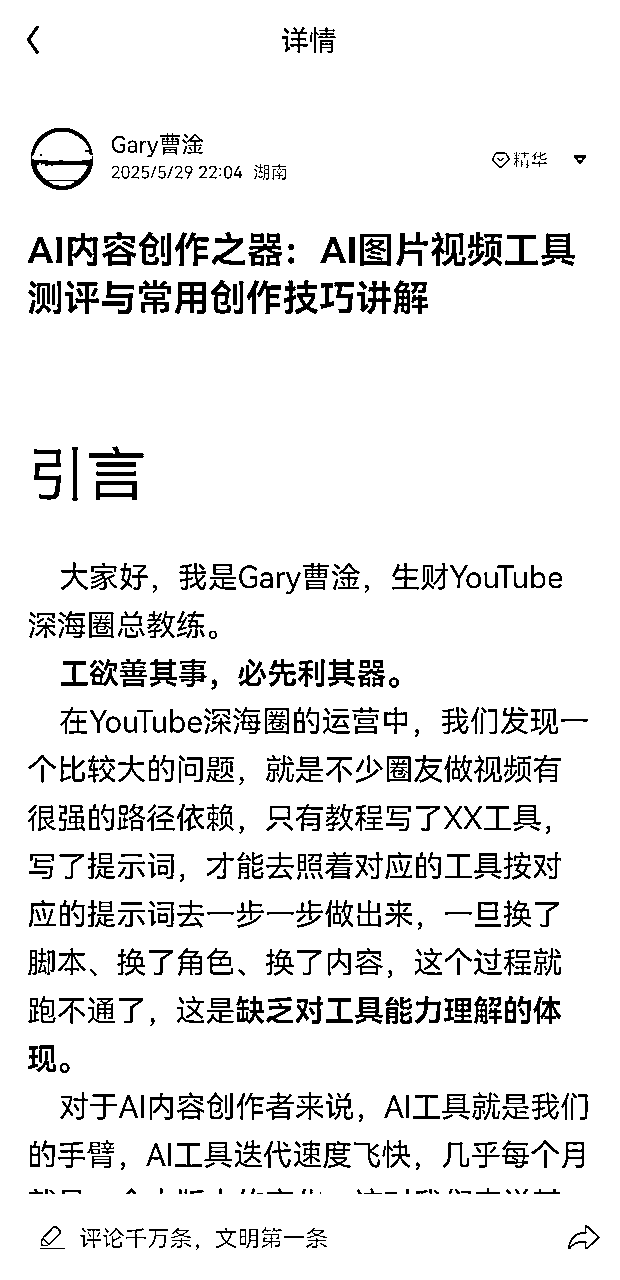 详情
Gary曹淦
2025/5/29 22:04 湖南
精华
AI内容创作之器：AI图片视频工具
测评与常用创作技巧讲解
引言
大家好，我是Gary曹淦，生财YouTube
深海圈总教练。
工欲善其事，必先利其器。
在YouTube深海圈的运营中，我们发现一
个比较大的问题，就是不少圈友做视频有
很强的路径依赖，只有教程写了XX工具，
写了提示词，才能去照着对应的工具按对
应的提示词去一步一步做出来，一旦换了
脚本、换了角色、换了内容，这个过程就
跑不通了，这是缺乏对工具能力理解的体
现。
对于AI内容创作者来说，AI工具就是我们
的手臂，AI工具迭代速度飞快，几乎每个月
评论千万条，文明第一条